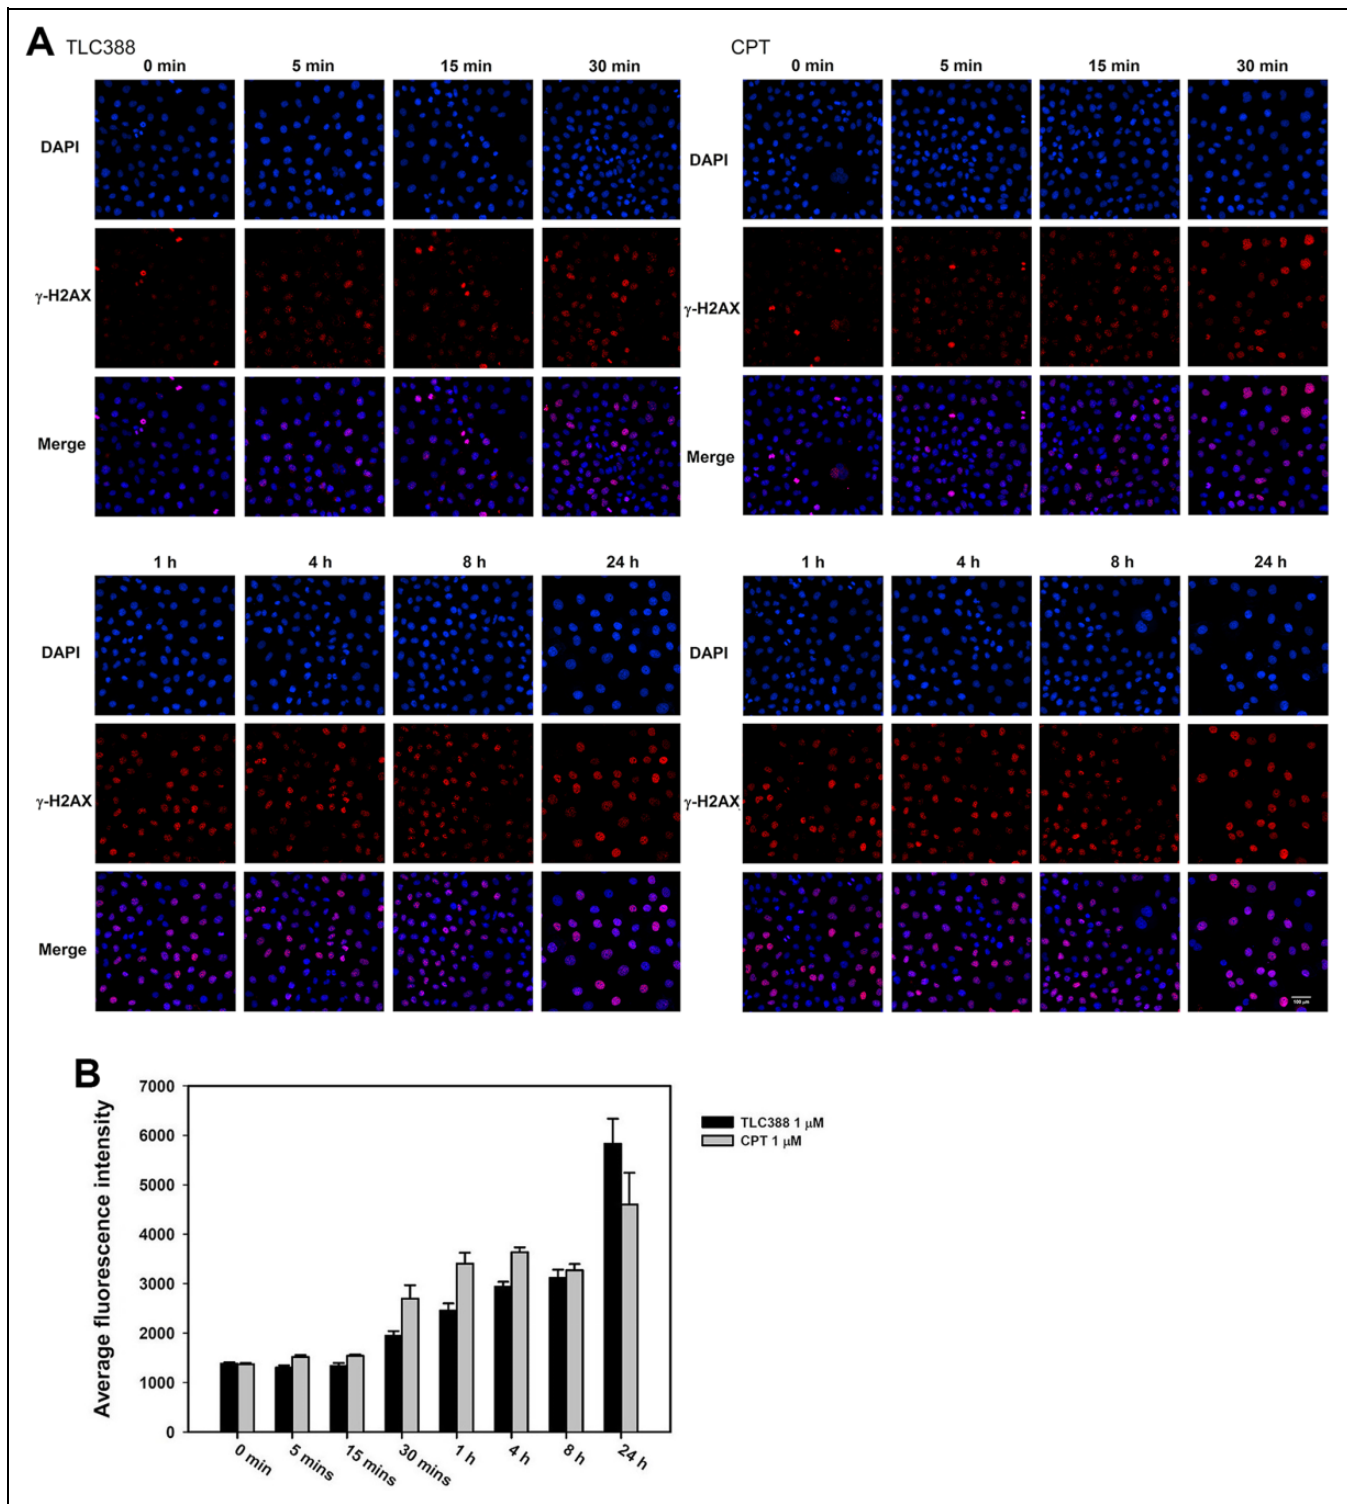 A TLC388 CPT
0 min 5 min 15 min 30 min 0 min 5 min 15 min 30 min
DAPI DAPI
γ-H2AX γ-H2AX
Merge Merge
1 h 4 h 8 h 24 h 1 h 4 h 8 h 24 h
DAPI DAPI
γ-H2AX γ-H2AX
Merge Merge
100 μm
B
Average fluorescence intensity
7000
6000
5000
4000
3000
2000
1000
0
0 min 5 mins 15 mins 30 mins 1 h 4 h 8 h 24 h
TLC388 1 μM
CPT 1 μM